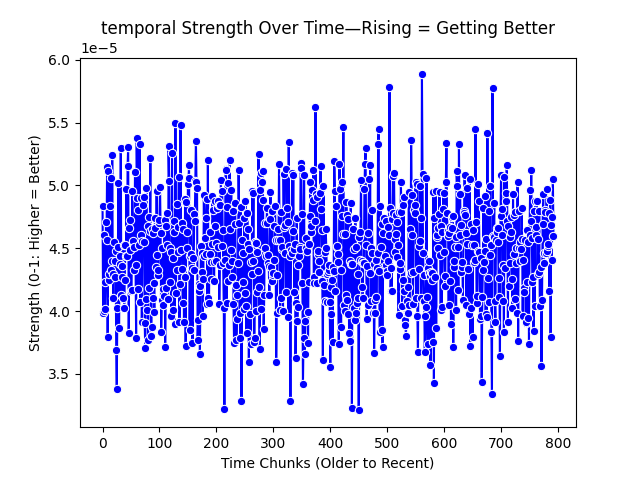 temporal Strength Over Time—Rising = Getting Better
1e−5
6.0
5.5
5.0
4.5
4.0
3.5
Strength (0-1: Higher = Better)
0 100 200 300 400 500 600 700 800
Time Chunks (Older to Recent)